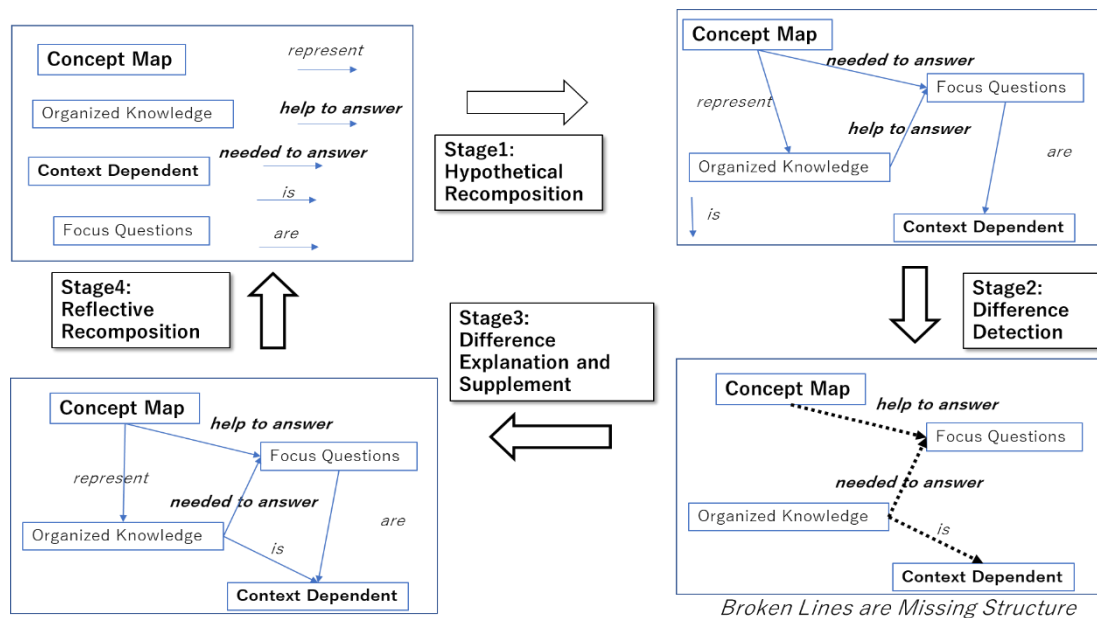 Concept Map
represent
Organized Knowledge
help to answer
needed to answer
Context Dependent
is
Focus Questions
are
Stage1:
Hypothetical
Recomposition
Concept Map
needed to answer
Focus Questions
represent
help to answer
are
Organized Knowledge
is
Context Dependent
Stage2:
Difference
Detection
Concept Map
help to answer
Focus Questions
needed to answer
Organized Knowledge
is
Context Dependent
Broken Lines are Missing Structure
Stage3:
Difference
Explanation and
Supplement
Concept Map
help to answer
Focus Questions
represent
needed to answer
are
Organized Knowledge
is
Context Dependent
Stage4:
Reflective
Recomposition